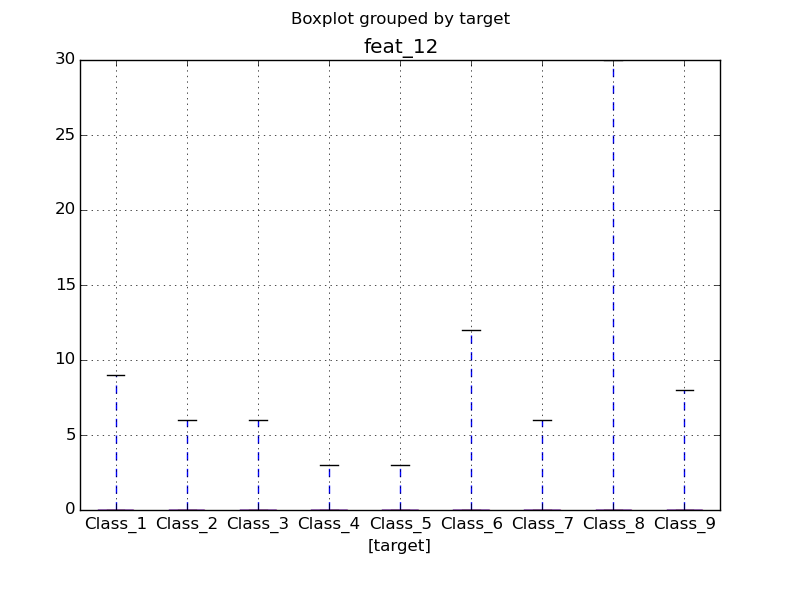 Boxplot grouped by target
feat_12
30
25
20
15
10
5
0
Class_1 Class_2 Class_3 Class_4 Class_5 Class_6 Class_7 Class_8 Class_9
[target]